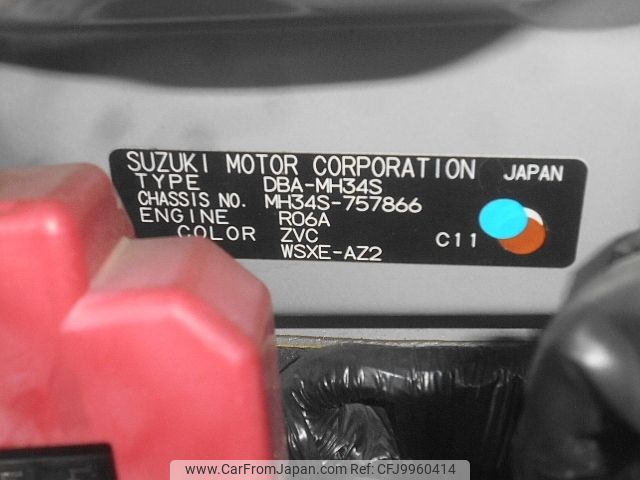 SUZUKI MOTOR CORPORATION JAPAN
TYPE DBA-MH34S
CHASSIS NO. MH34S-757866
ENGINE R06A
COLOR ZVC C11
WSXE-AZ2
www.CarFromJapan.com Ref:CFJ9960414